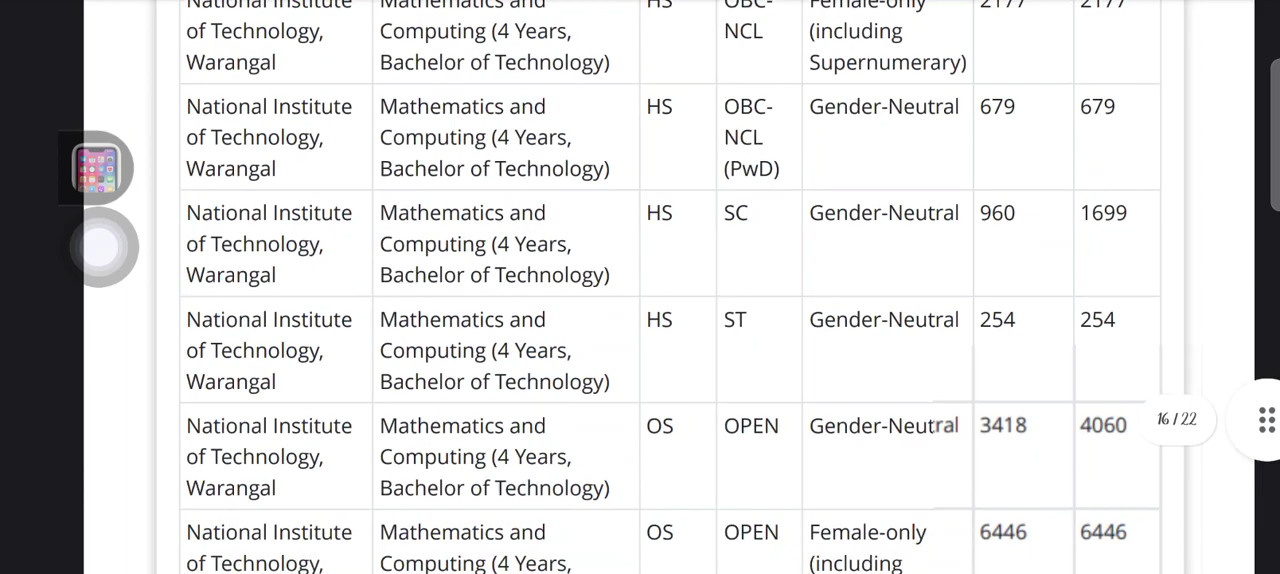 National Institute of Technology, Warangal | Mathematics and Computing (4 Years, Bachelor of Technology) | HS | OBC-NCL | Female-only (including Supernumerary) | 2177 | 2177
National Institute of Technology, Warangal | Mathematics and Computing (4 Years, Bachelor of Technology) | HS | OBC-NCL (PwD) | Gender-Neutral | 679 | 679
National Institute of Technology, Warangal | Mathematics and Computing (4 Years, Bachelor of Technology) | HS | SC | Gender-Neutral | 960 | 1699
National Institute of Technology, Warangal | Mathematics and Computing (4 Years, Bachelor of Technology) | HS | ST | Gender-Neutral | 254 | 254
National Institute of Technology, Warangal | Mathematics and Computing (4 Years, Bachelor of Technology) | OS | OPEN | Gender-Neutral | 3418 | 4060
16 / 22
National Institute of Technology, | Mathematics and Computing (4 Years, | OS | OPEN | Female-only (including | 6446 | 6446